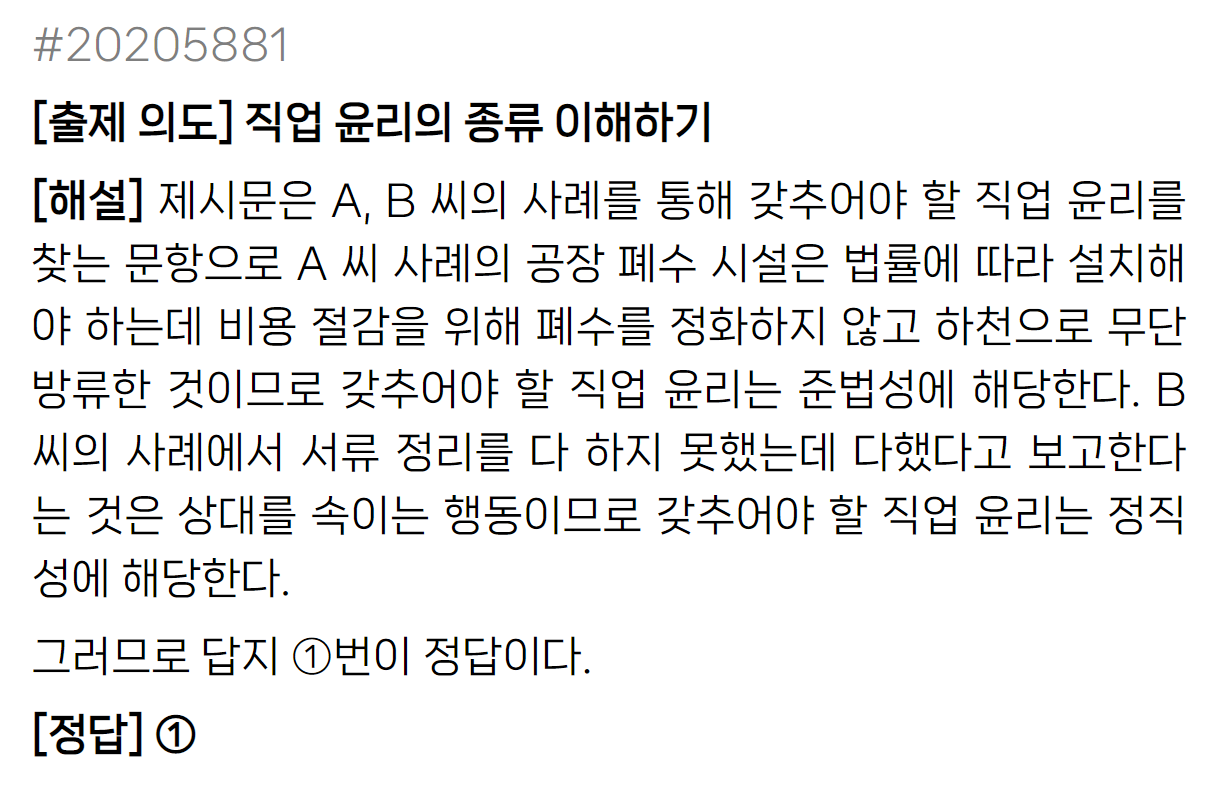 #20205881
[출제 의도] 직업 윤리의 종류 이해하기
[해설] 제시문은 A, B 씨의 사례를 통해 갖추어야 할 직업 윤리를
찾는 문항으로 A 씨 사례의 공장 폐수 시설은 법률에 따라 설치해
야 하는데 비용 절감을 위해 폐수를 정화하지 않고 하천으로 무단
방류한 것이므로 갖추어야 할 직업 윤리는 준법성에 해당한다. B
씨의 사례에서 서류 정리를 다 하지 못했는데 다했다고 보고한다
는 것은 상대를 속이는 행동이므로 갖추어야 할 직업 윤리는 정직
성에 해당한다.
그러므로 답지 ①번이 정답이다.
[정답] ①